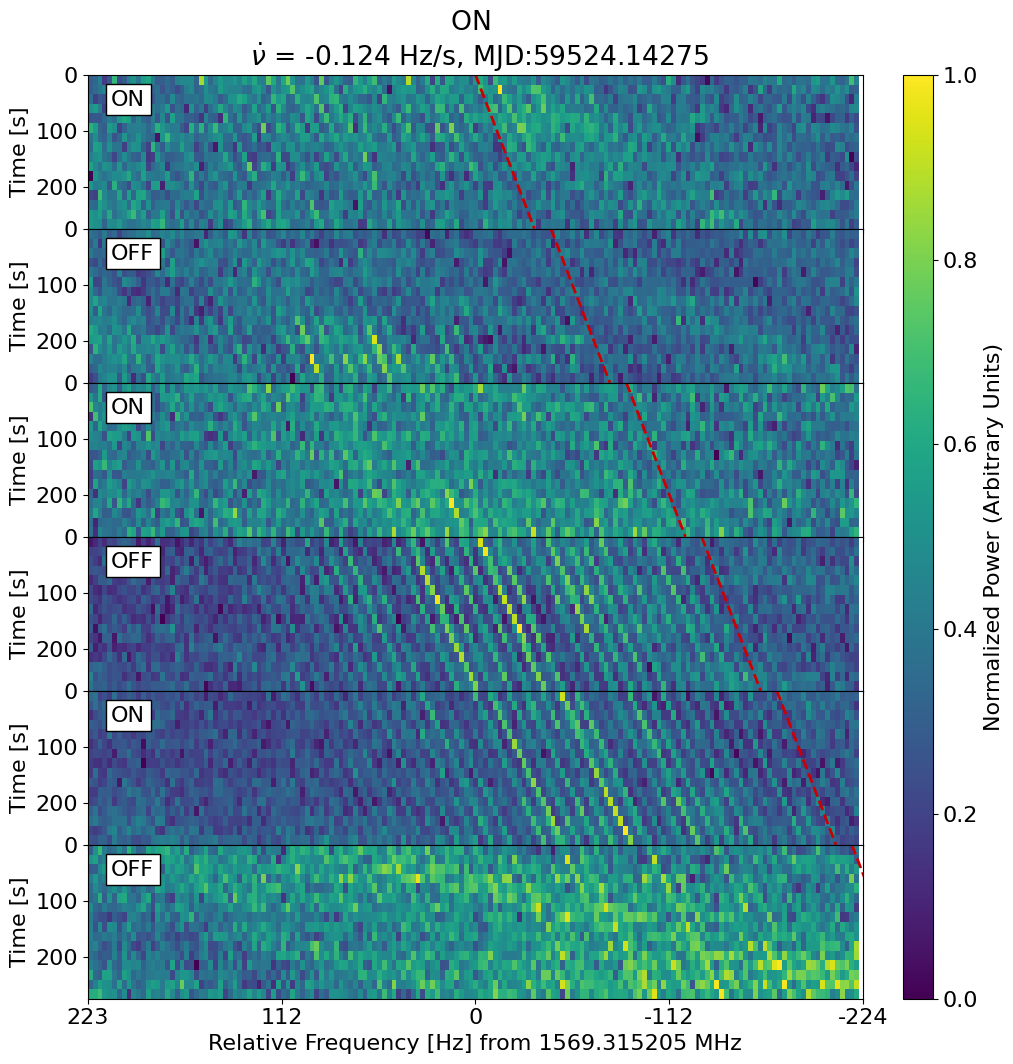 ON
ν̇ = -0.124 Hz/s, MJD:59524.14275
0
ON
100
200
Time [s]
0
OFF
100
200
Time [s]
0
ON
100
200
Time [s]
0
OFF
100
200
Time [s]
0
ON
100
200
Time [s]
0
OFF
100
200
Time [s]
223
112
0
-112
-224
Relative Frequency [Hz] from 1569.315205 MHz
1.0
0.8
0.6
0.4
0.2
0.0
Normalized Power (Arbitrary Units)